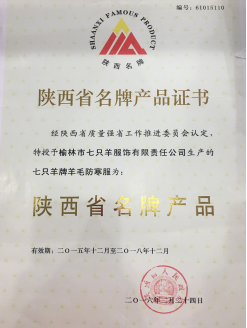 编号：61015110
SHAANXI FAMOUS PRODUCT
陕西名牌
陕西省名牌产品证书
经陕西省质量强省工作推进委员会认定，
特授予榆林市七只羊服饰有限责任公司生产的
七只羊牌羊毛防寒服为：
陕西省名牌产品
有效期：二〇一五年十二月至二〇一八年十二月
二〇一六年二月二十四日